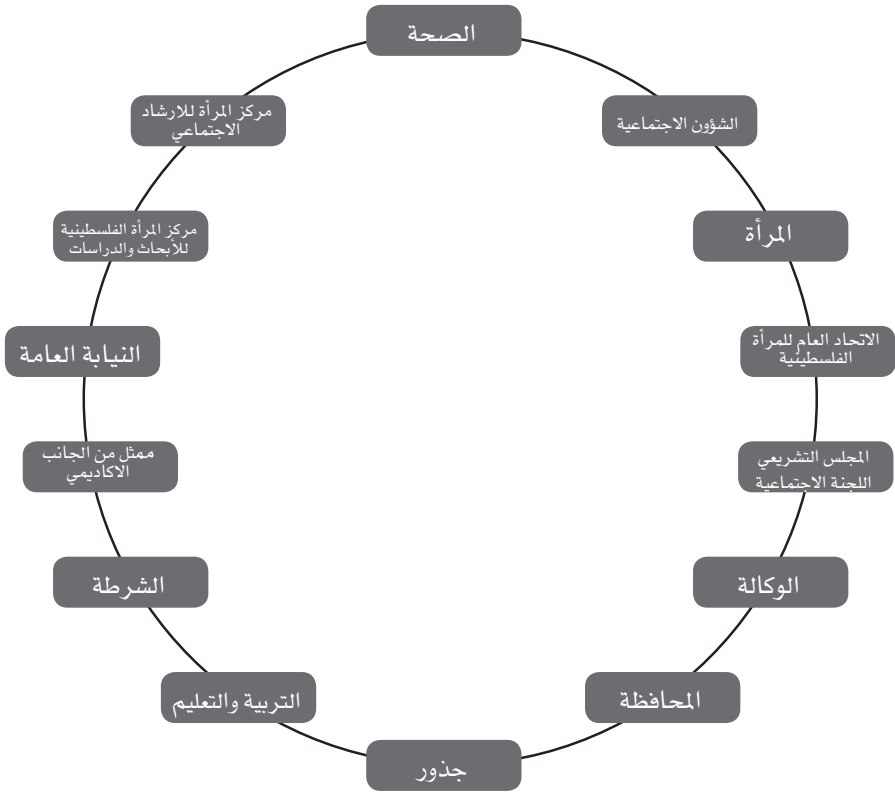 الصحة
الشؤون الاجتماعية
المرأة
الاتحاد العام للمرأة
الفلسطينية
المجلس التشريعي
اللجنة الاجتماعية
الوكالة
المحافظة
جذور
التربية والتعليم
الشرطة
ممثل من الجانب
الاكاديمي
النيابة العامة
مركز المرأة الفلسطينية
للأبحاث والدراسات
مركز المرأة للارشاد
الاجتماعي